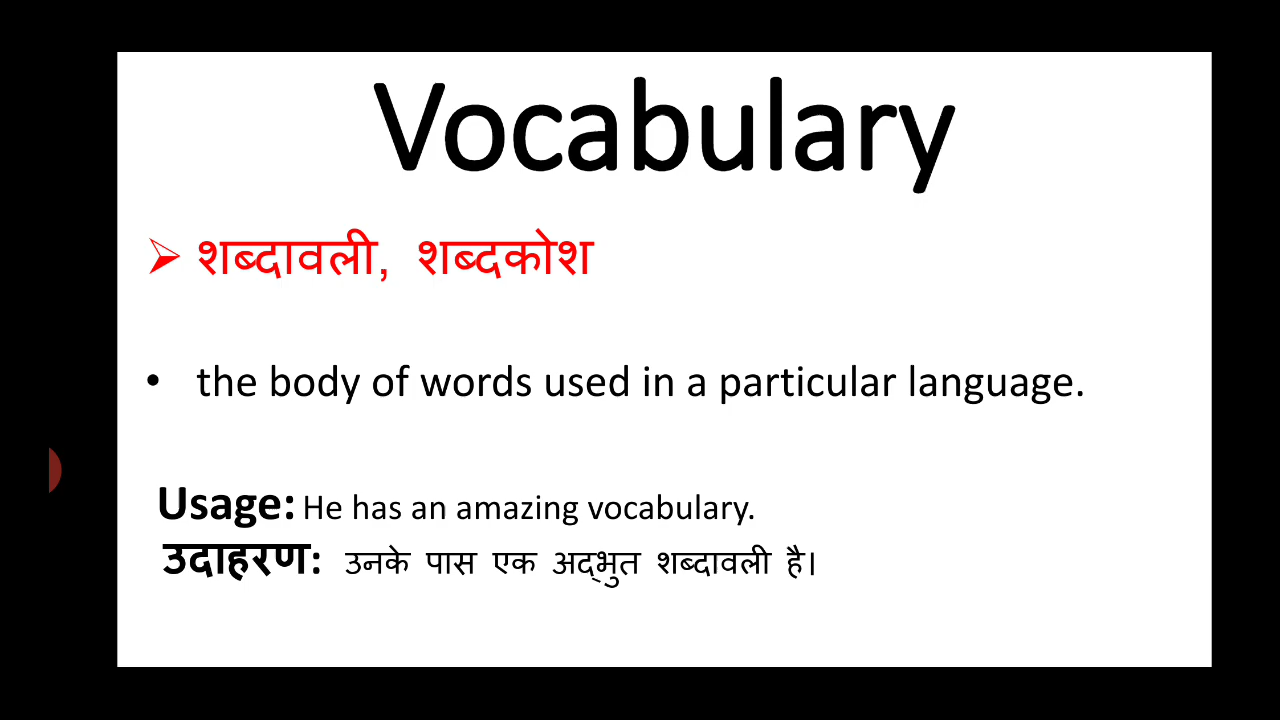 Vocabulary
शब्दावली, शब्दकोश
the body of words used in a particular language.
Usage: He has an amazing vocabulary.
उदाहरण: उनके पास एक अद्‌भुत शब्दावली है।